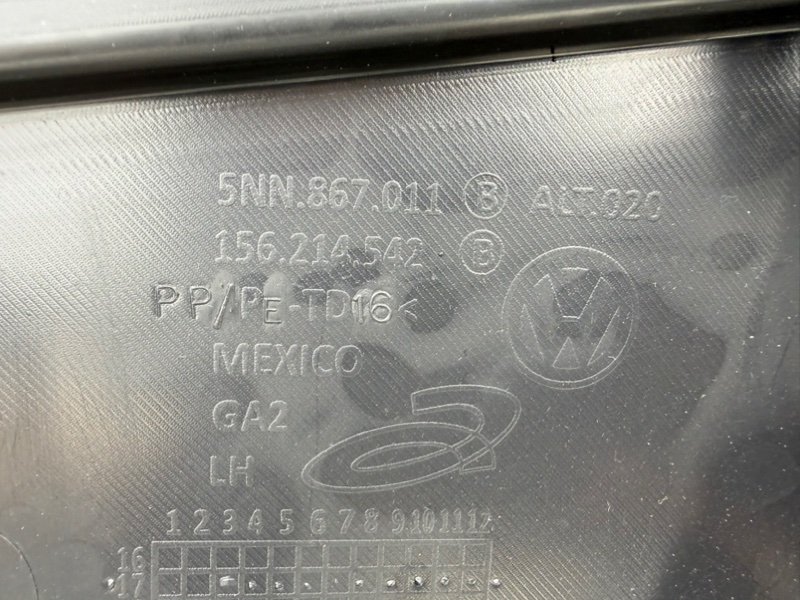 5NN.867.011 B ALT.020
156.214.542 B
PP/PE-TD16<
MEXICO
GA2
LH
1 2 3 4 5 6 7 8 9 10 11 12
16
17